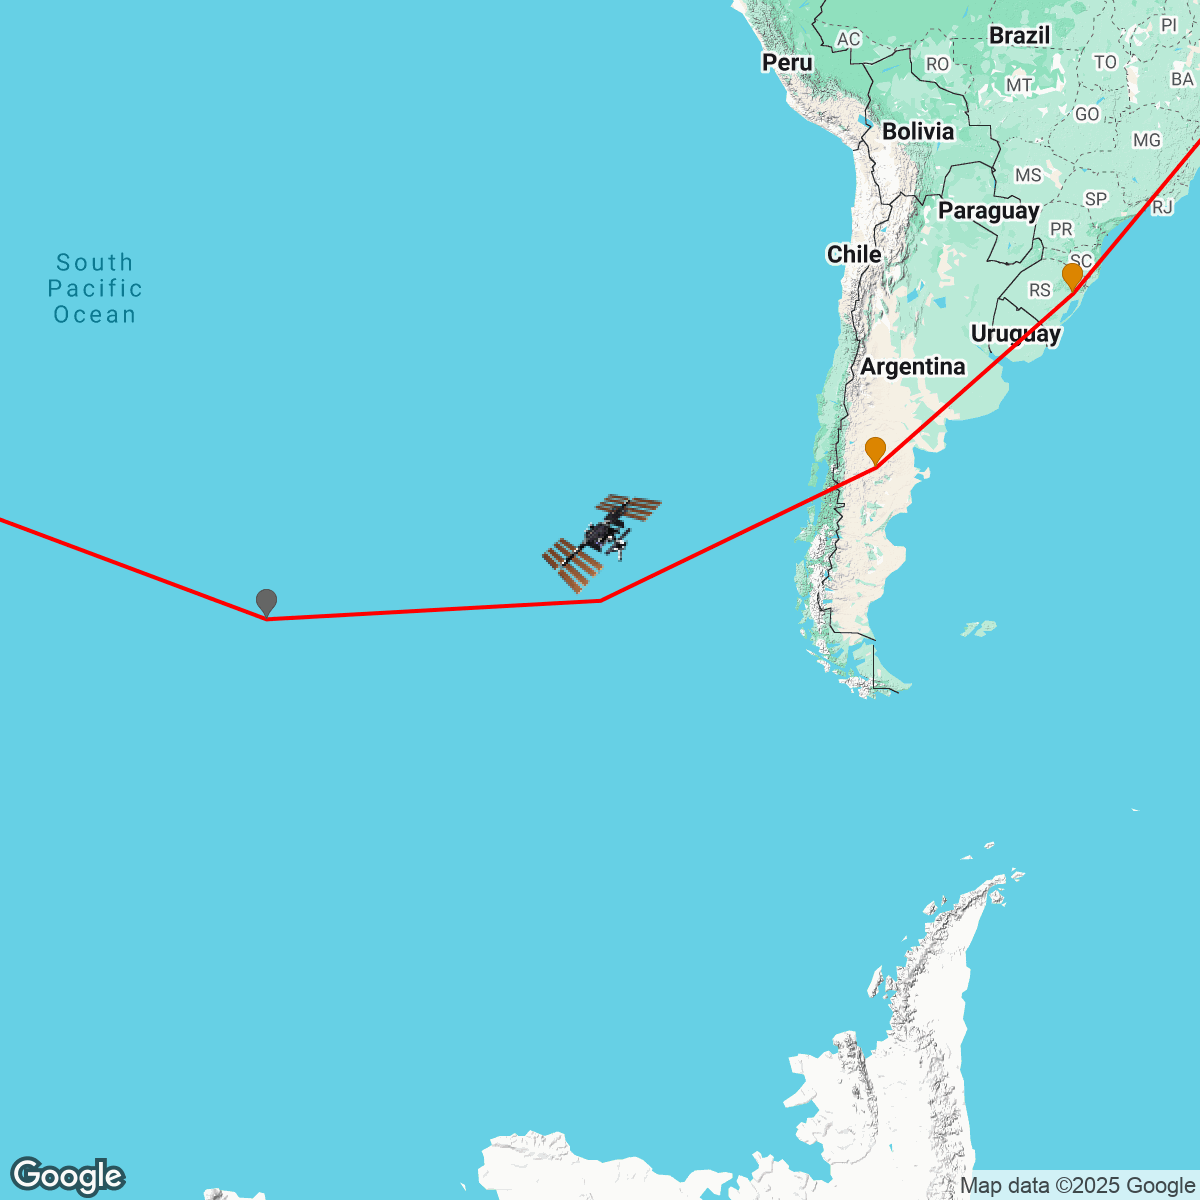 Brazil
PI
AC
Peru
RO
TO
MT
BA
GO
Bolivia
MG
MS
SP
Paraguay
RJ
PR
Chile
SC
South
Pacific
Ocean
RS
Uruguay
Argentina
Google
Map data ©2025 Google